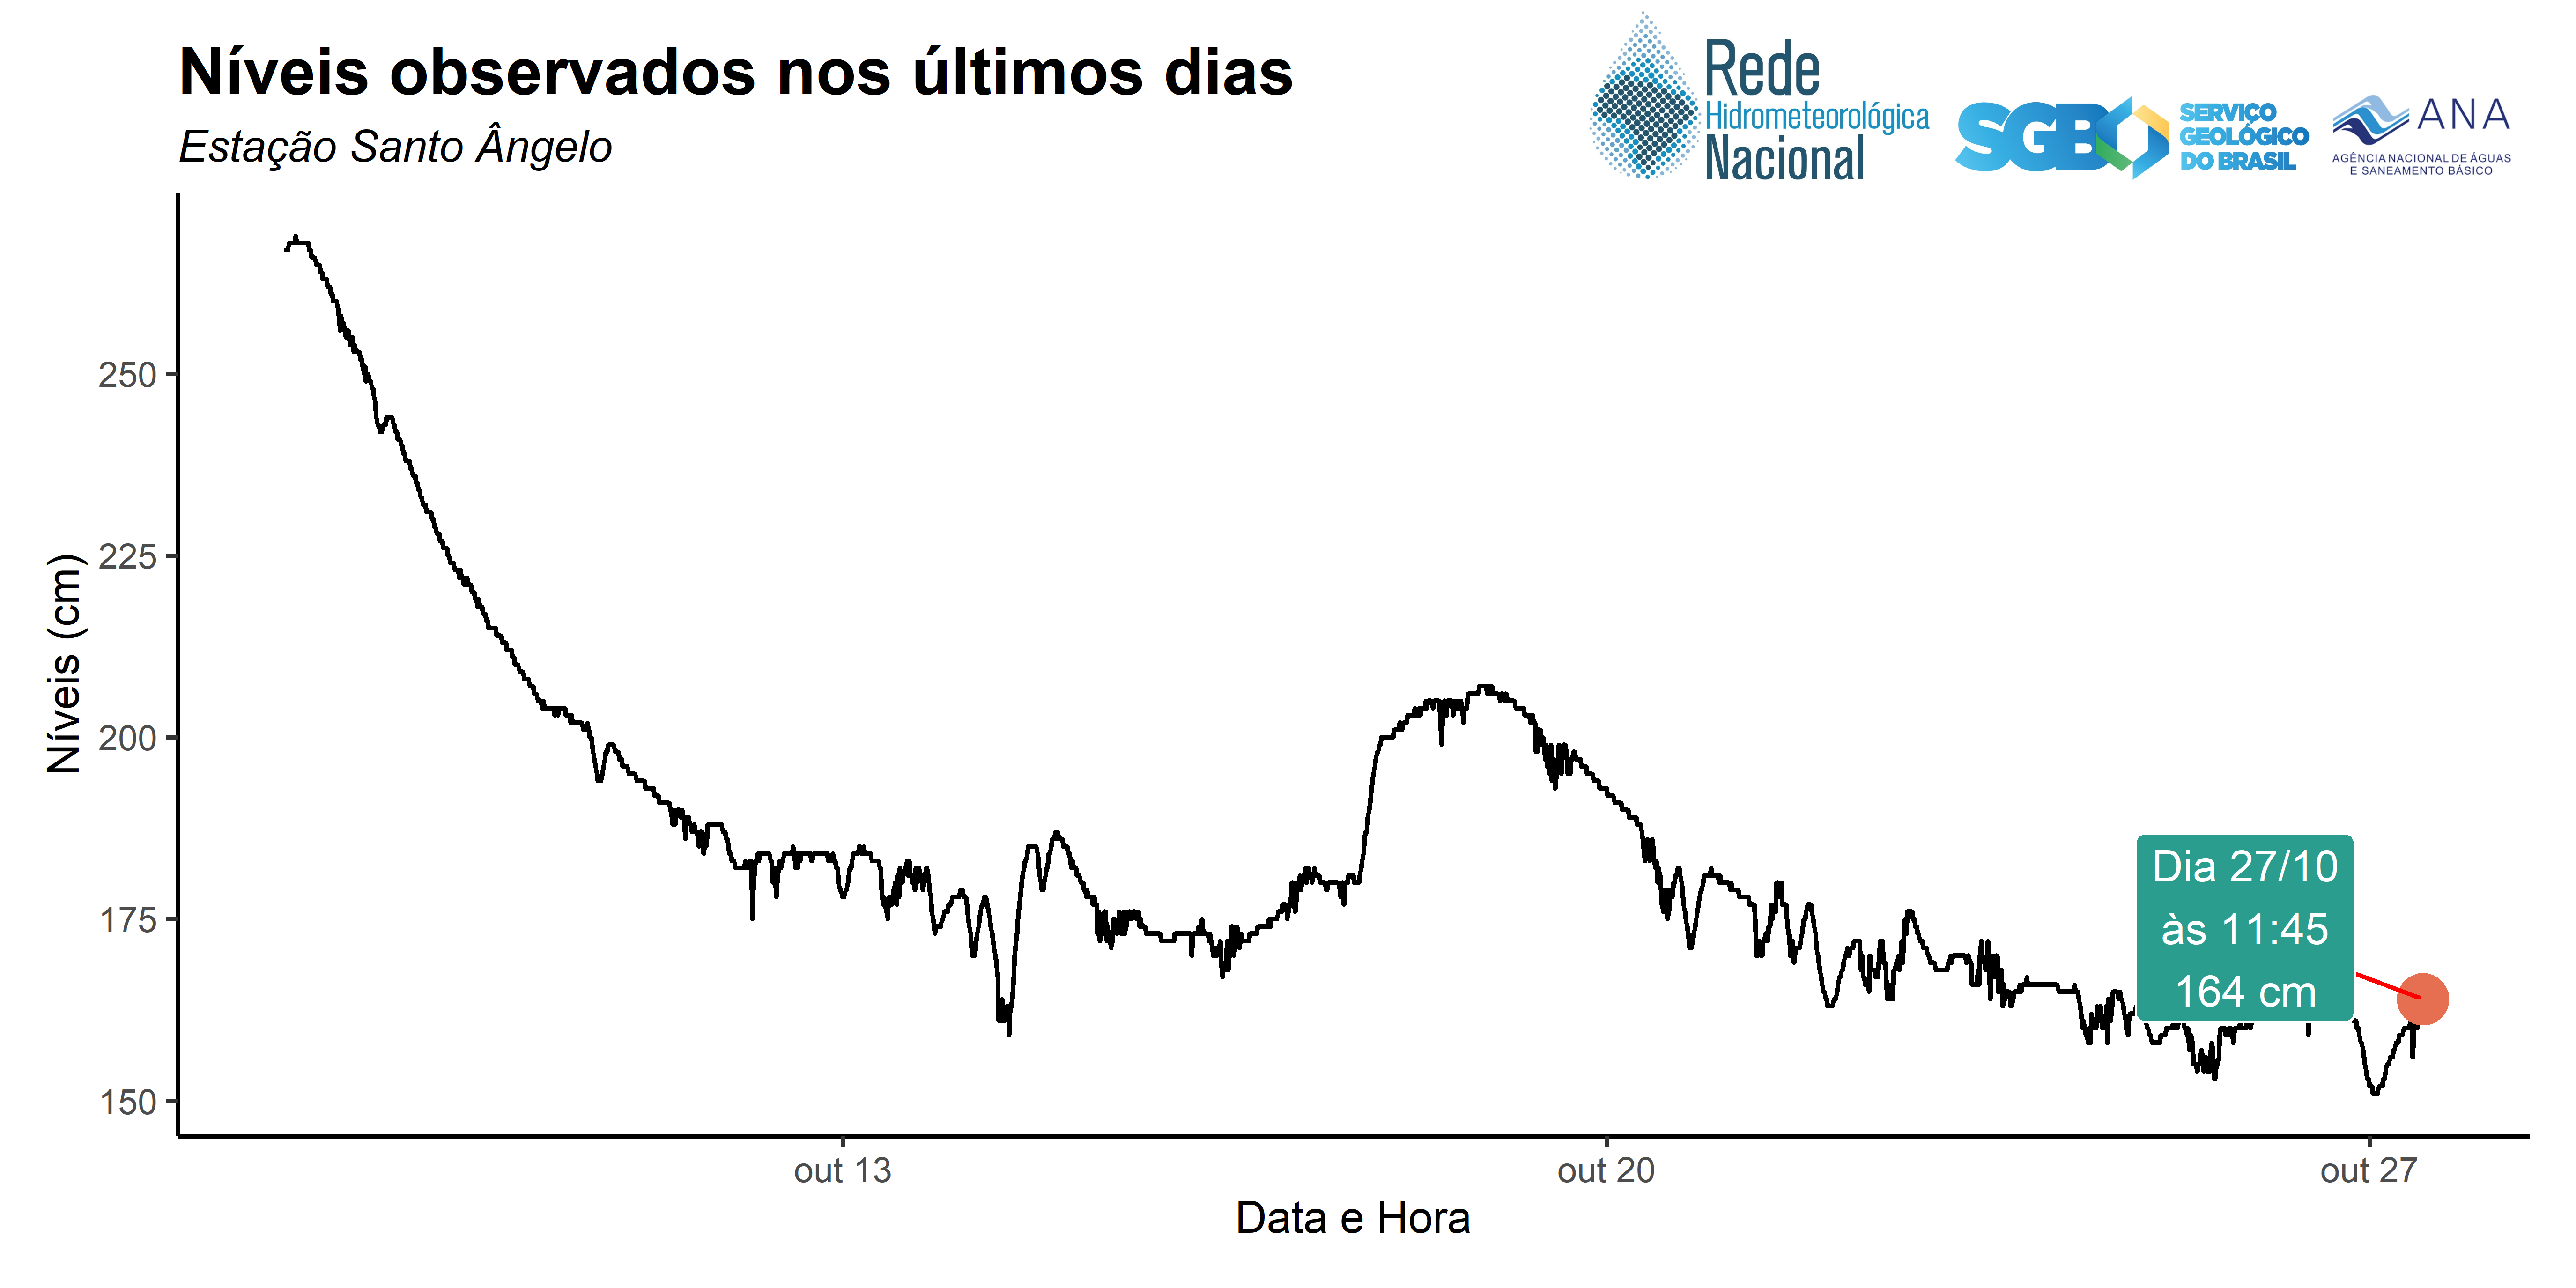 Níveis observados nos últimos dias
Estação Santo Ângelo
Rede
Hidrometeorológica
Nacional
SGB
SERVIÇO
GEOLÓGICO
DO BRASIL
ANA
AGÊNCIA NACIONAL DE ÁGUAS
E SANEAMENTO BÁSICO
Níveis (cm)
250
225
200
175
150
Dia 27/10
às 11:45
164 cm
out 13
out 20
out 27
Data e Hora